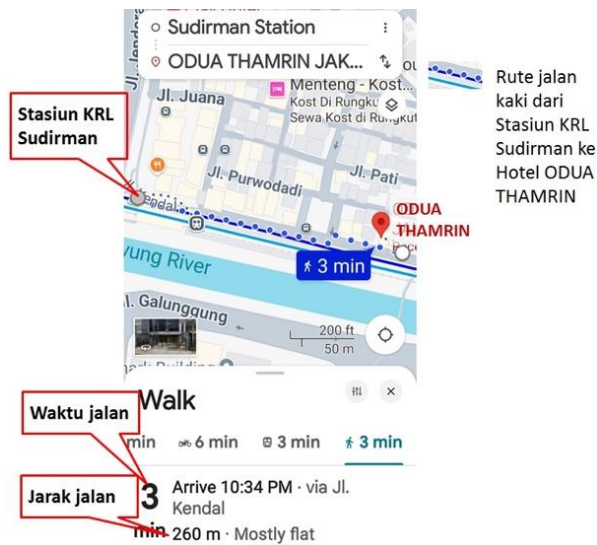 Sudirman Station
ODUA THAMRIN JAK...
Menteng - Kost...
Kost Di Rungku
Sewa Kost di Rungkut
Jl. Juana
Jl. Purwodadi
Jl. Pati
Kendal
Stasiun KRL
Sudirman
ODUA
THAMRIN
3 min
River
Jl. Galunggung
200 ft
50 m
Rute jalan
kaki dari
Stasiun KRL
Sudirman ke
Hotel ODUA
THAMRIN
Walk
min 6 min 3 min 3 min
Waktu jalan
3 min
Arrive 10:34 PM · via Jl.
Kendal
Jarak jalan
260 m · Mostly flat